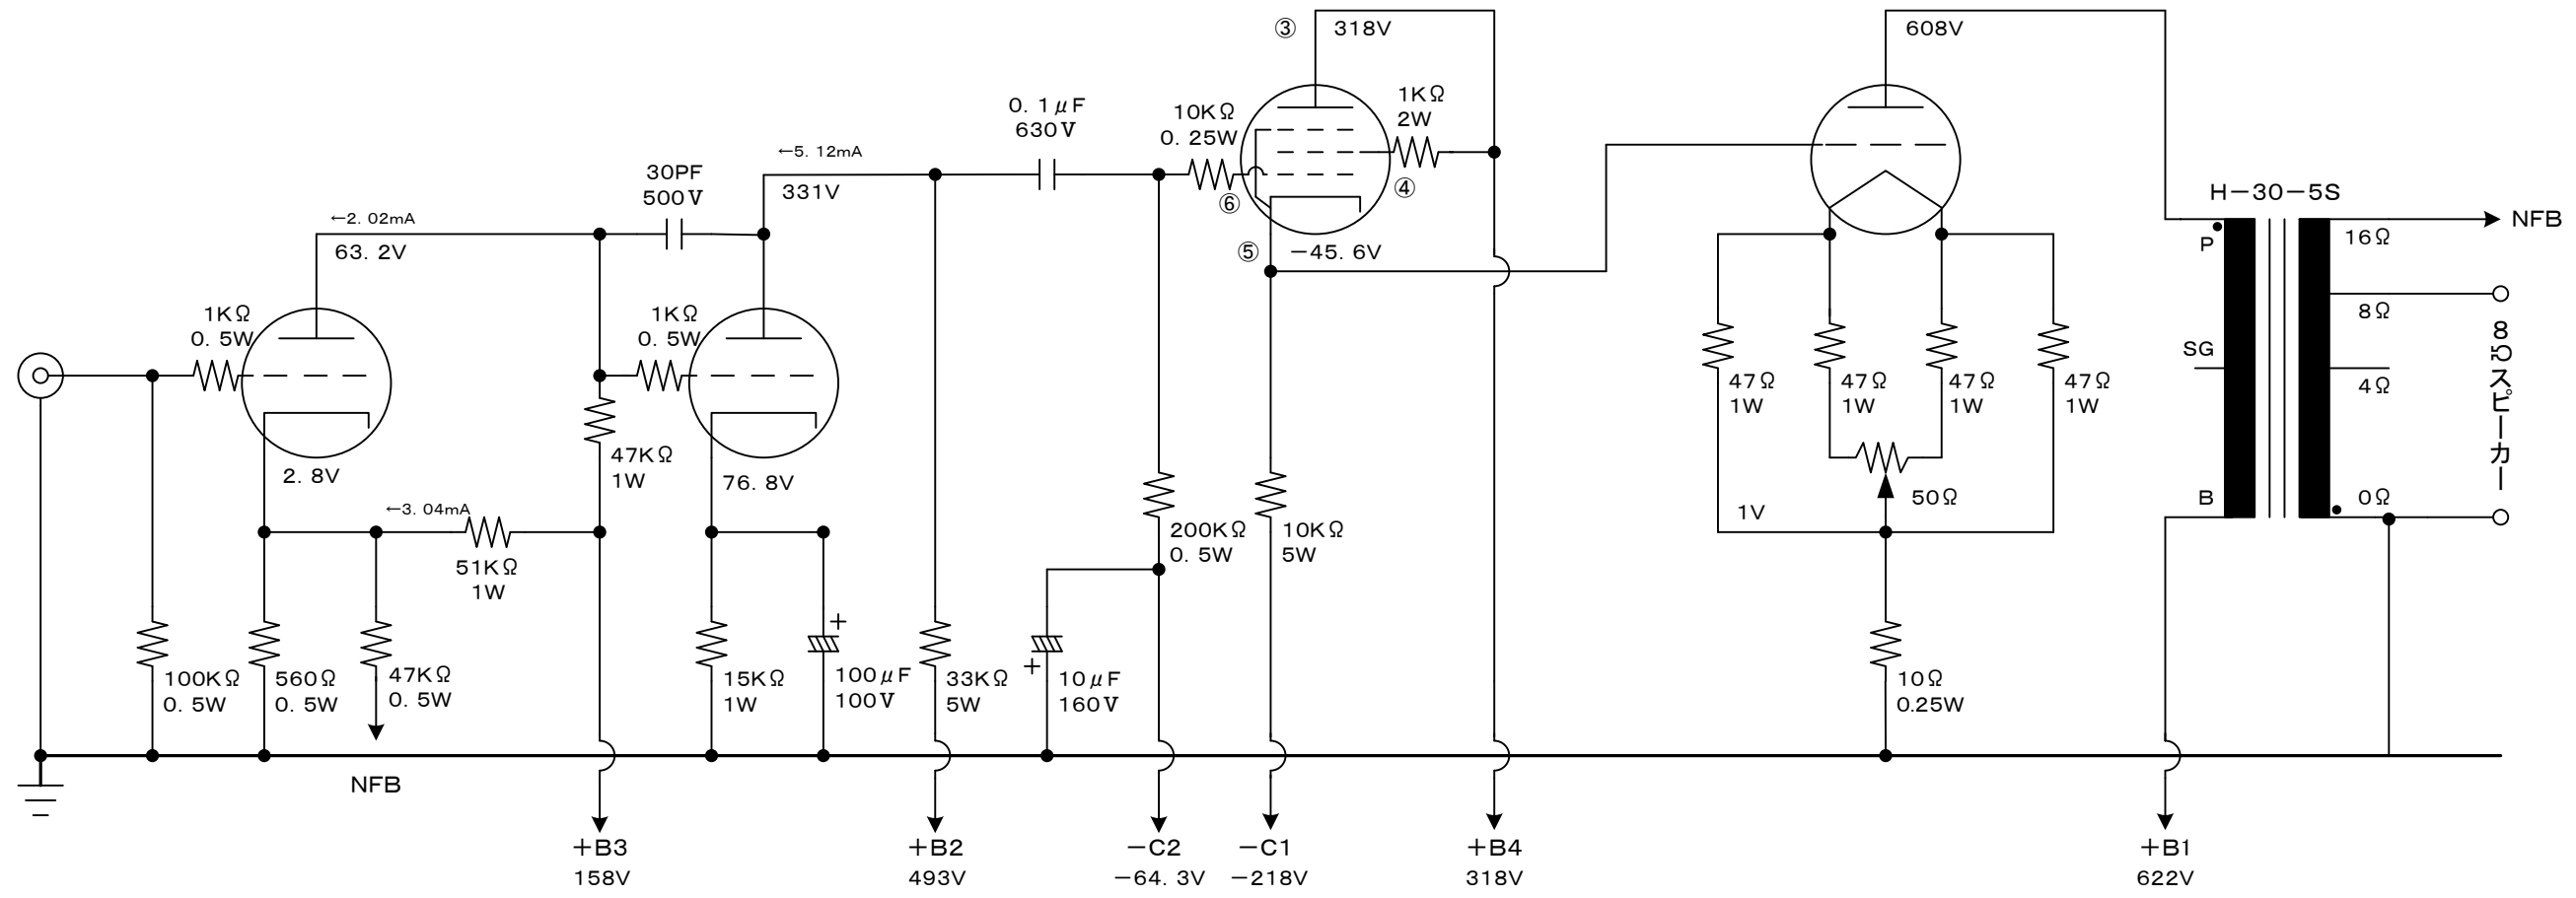 ③
318V
608V
1KΩ
2W
0. 1μF
630V
10KΩ
0. 25W
←5. 12mA
30PF
500V
331V
④
⑥
H-30-5S
←2. 02mA
63. 2V
⑤
-45. 6V
NFB
P
16Ω
8Ω
1KΩ
0. 5W
1KΩ
0. 5W
SG
4Ω
8Ωスピーカー
47Ω
1W
47Ω
1W
47Ω
1W
47Ω
1W
47KΩ
1W
2. 8V
76. 8V
←3. 04mA
50Ω
1V
B
0Ω
200KΩ
0. 5W
10KΩ
5W
51KΩ
1W
+
+
100KΩ
0. 5W
560Ω
0. 5W
47KΩ
0. 5W
15KΩ
1W
100μF
100V
33KΩ
5W
10μF
160V
10Ω
0.25W
NFB
+B3
158V
+B2
493V
-C2
-64. 3V
-C1
-218V
+B4
318V
+B1
622V